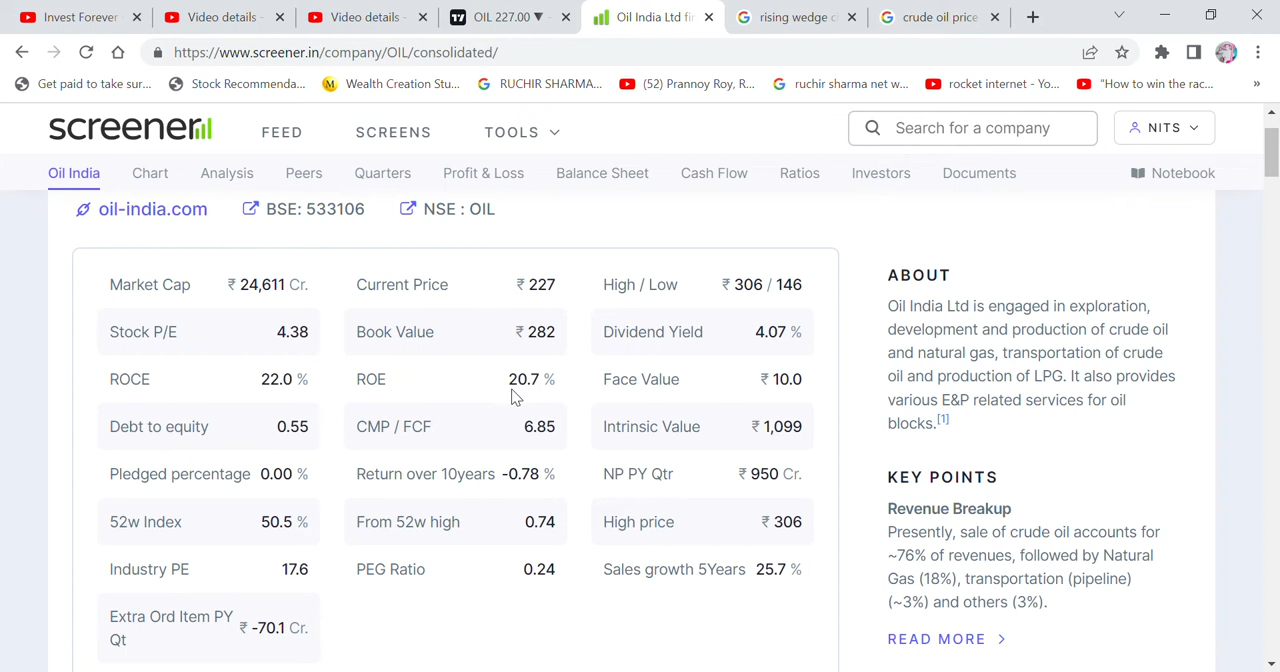 Invest Forever
Video details -
Video details -
OIL 227.00 ▼ -
Oil India Ltd fi
rising wedge c
crude oil price
https://www.screener.in/company/OIL/consolidated/
Get paid to take sur...
Stock Recommenda...
Wealth Creation Stu...
RUCHIR SHARMA...
(52) Prannoy Roy, R...
ruchir sharma net w...
rocket internet - Yo...
"How to win the rac...
»
screener
FEED
SCREENS
TOOLS
Search for a company
NITS
Oil India
Chart
Analysis
Peers
Quarters
Profit & Loss
Balance Sheet
Cash Flow
Ratios
Investors
Documents
Notebook
oil-india.com
BSE: 533106
NSE : OIL
Market Cap ₹ 24,611 Cr.
Current Price ₹ 227
High / Low ₹ 306 / 146
Stock P/E 4.38
Book Value ₹ 282
Dividend Yield 4.07 %
ROCE 22.0 %
ROE 20.7 %
Face Value ₹ 10.0
Debt to equity 0.55
CMP / FCF 6.85
Intrinsic Value ₹ 1,099
Pledged percentage 0.00 %
Return over 10years -0.78 %
NP PY Qtr ₹ 950 Cr.
52w Index 50.5 %
From 52w high 0.74
High price ₹ 306
Industry PE 17.6
PEG Ratio 0.24
Sales growth 5Years 25.7 %
Extra Ord Item PY
Qt
₹ -70.1 Cr.
ABOUT
Oil India Ltd is engaged in exploration,
development and production of crude oil
and natural gas, transportation of crude
oil and production of LPG. It also provides
various E&P related services for oil
blocks.[1]
KEY POINTS
Revenue Breakup
Presently, sale of crude oil accounts for
~76% of revenues, followed by Natural
Gas (18%), transportation (pipeline)
(~3%) and others (3%).
READ MORE